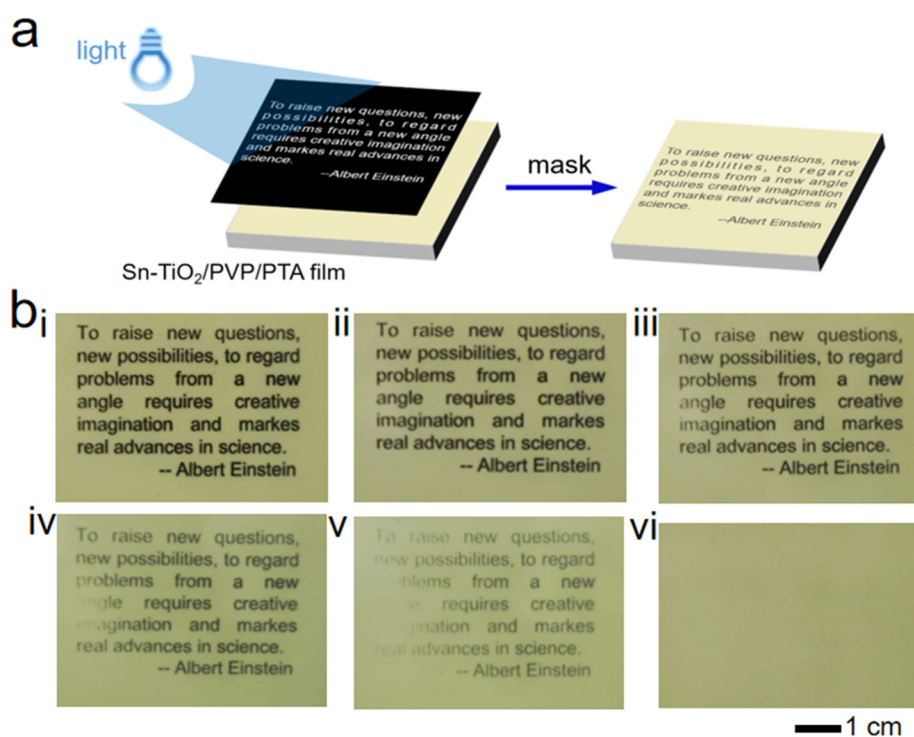 a
light
To raise new questions, new
possibilities, to regard
problems from a new angle
requires creative imagination
and markes real advances in
science.
--Albert Einstein
mask
To raise new questions, new
possibilities, to regard
problems from a new angle
requires creative imagination
and markes real advances in
science.
--Albert Einstein
Sn-TiO₂/PVP/PTA film
b
i
To raise new questions,
new possibilities, to regard
problems from a new
angle requires creative
imagination and markes
real advances in science.
-- Albert Einstein
ii
To raise new questions,
new possibilities, to regard
problems from a new
angle requires creative
imagination and markes
real advances in science.
-- Albert Einstein
iii
To raise new questions,
new possibilities, to regard
problems from a new
angle requires creative
imagination and markes
real advances in science.
-- Albert Einstein
iv
To raise new questions,
new possibilities, to regard
problems from a new
angle requires creative
imagination and markes
real advances in science.
-- Albert Einstein
v
To raise new questions,
new possibilities, to regard
problems from a new
requires creative
and markes
real advances in science.
-- Albert Einstein
vi
1 cm